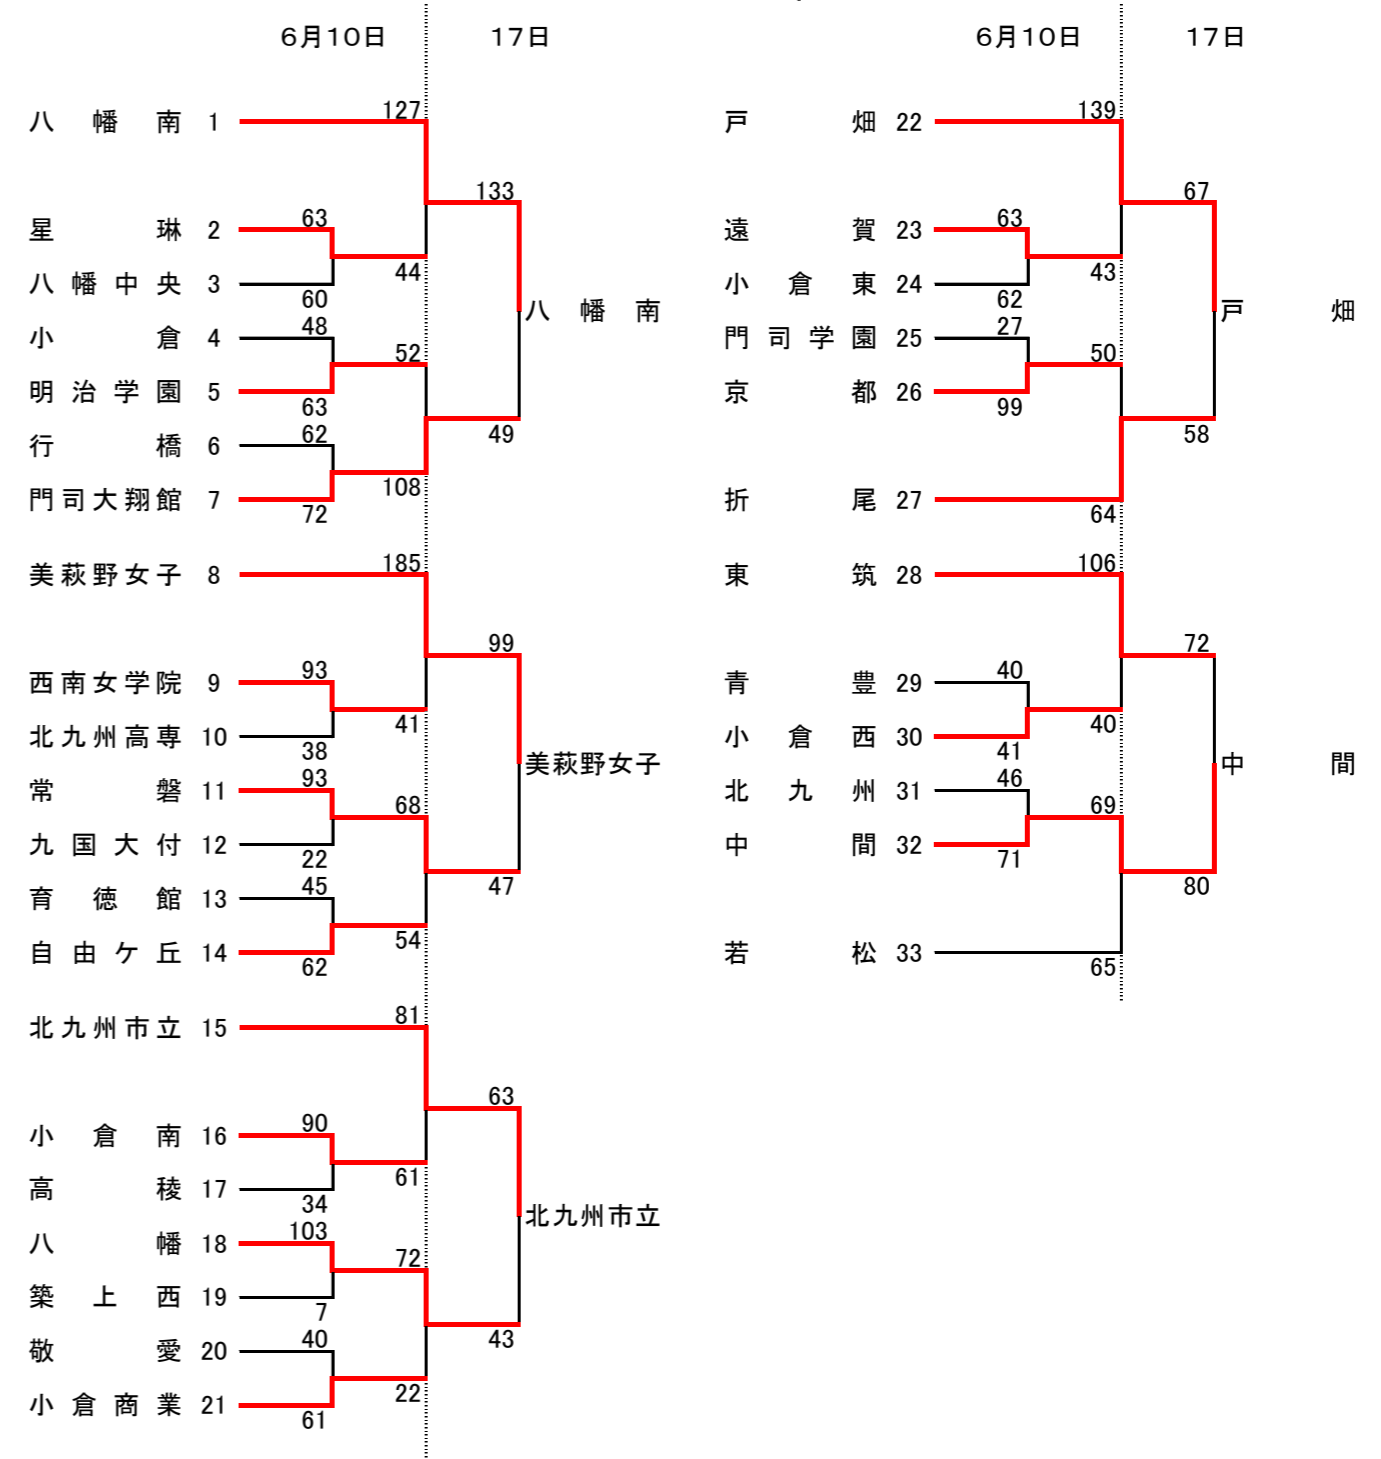 6月10日 17日
八幡南 1 127
133
星琳 2 63
44
八幡中央 3 60
八幡南
小倉 4 48
52
明治学園 5 63
49
行橋 6 62
108
門司大翔館 7 72
美萩野女子 8 185
99
西南女学院 9 93
41
北九州高専 10 38
美萩野女子
常磐 11 93
68
九国大付 12 22
47
育徳館 13 45
54
自由ケ丘 14 62
北九州市立 15 81
63
小倉南 16 90
61
高稜 17 34
北九州市立
八幡 18 103
72
築上西 19 7
43
敬愛 20 40
22
小倉商業 21 61
6月10日 17日
戸畑 22 139
67
遠賀 23 63
43
小倉東 24 62
戸畑
門司学園 25 27
50
京都 26 99
58
折尾 27 64
東筑 28 106
72
青豊 29 40
40
小倉西 30 41
中間
北九州 31 46
69
中間 32 71
80
若松 33 65